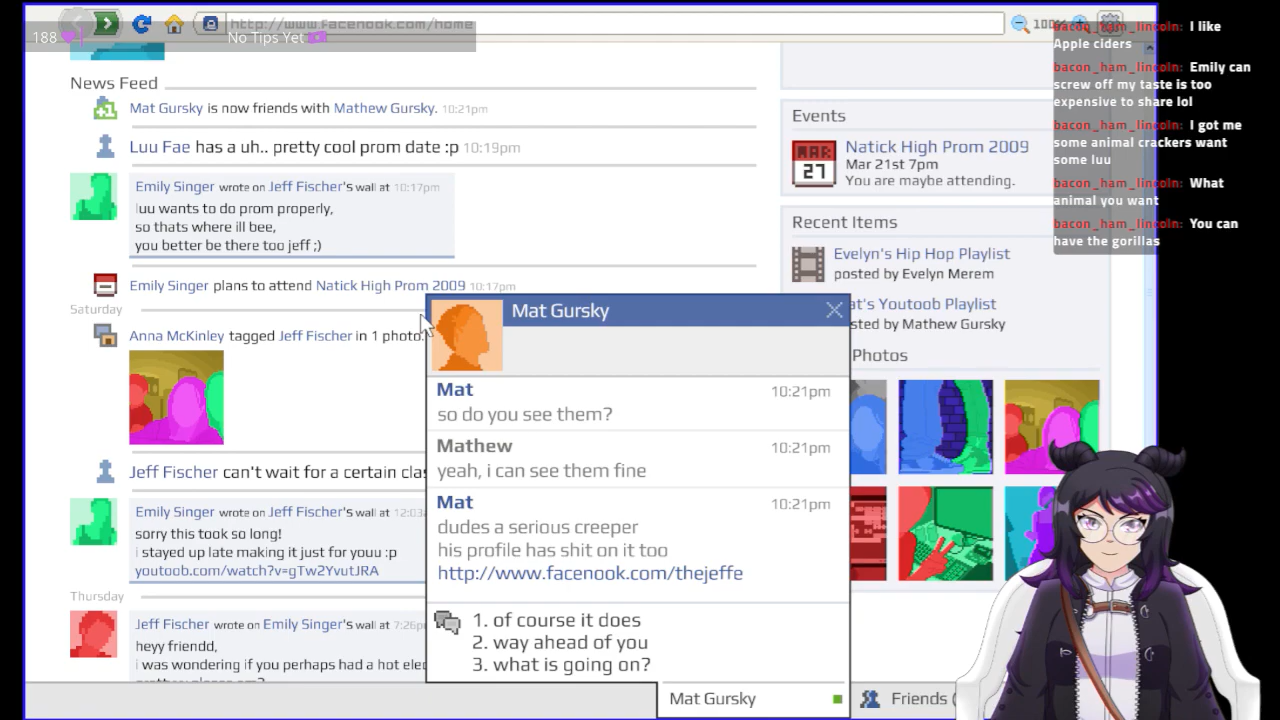 http://www.facenook.com/home
100%
188
No Tips Yet
News Feed
Mat Gursky is now friends with Mathew Gursky. 10:21pm
Luu Fae has a uh.. pretty cool prom date :p 10:19pm
Emily Singer wrote on Jeff Fischer's wall at 10:17pm
luu wants to do prom properly,
so thats where ill bee,
you better be there too jeff ;)
Emily Singer plans to attend Natick High Prom 2009 10:17pm
Saturday
Anna McKinley tagged Jeff Fischer in 1 photo.
Jeff Fischer can't wait for a certain clas
Emily Singer wrote on Jeff Fischer's wall at 12:03a
sorry this took so long!
i stayed up late making it just for youu :p
youtoob.com/watch?v=gTw2YvutJRA
Thursday
Jeff Fischer wrote on Emily Singer's wall at 7:26p
heyy friendd,
i was wondering if you perhaps had a hot elec
Mat Gursky
Mat 10:21pm
so do you see them?
Mathew 10:21pm
yeah, i can see them fine
Mat 10:21pm
dudes a serious creeper
his profile has shit on it too
http://www.facenook.com/thejeffe
1. of course it does
2. way ahead of you
3. what is going on?
Mat Gursky
Friends (
Events
MAR
27
Natick High Prom 2009
Mar 21st 7pm
You are maybe attending.
Recent Items
Evelyn's Hip Hop Playlist
posted by Evelyn Merem
at's Youtoob Playlist
sted by Mathew Gursky
Photos
bacon_ham_lincoln: I like
Apple ciders
bacon_ham_lincoln: Emily can
screw off my taste is too
expensive to share lol
bacon_ham_lincoln: I got me
some animal crackers want
some luu
bacon_ham_lincoln: What
animal you want
bacon_ham_lincoln: You can
have the gorillas